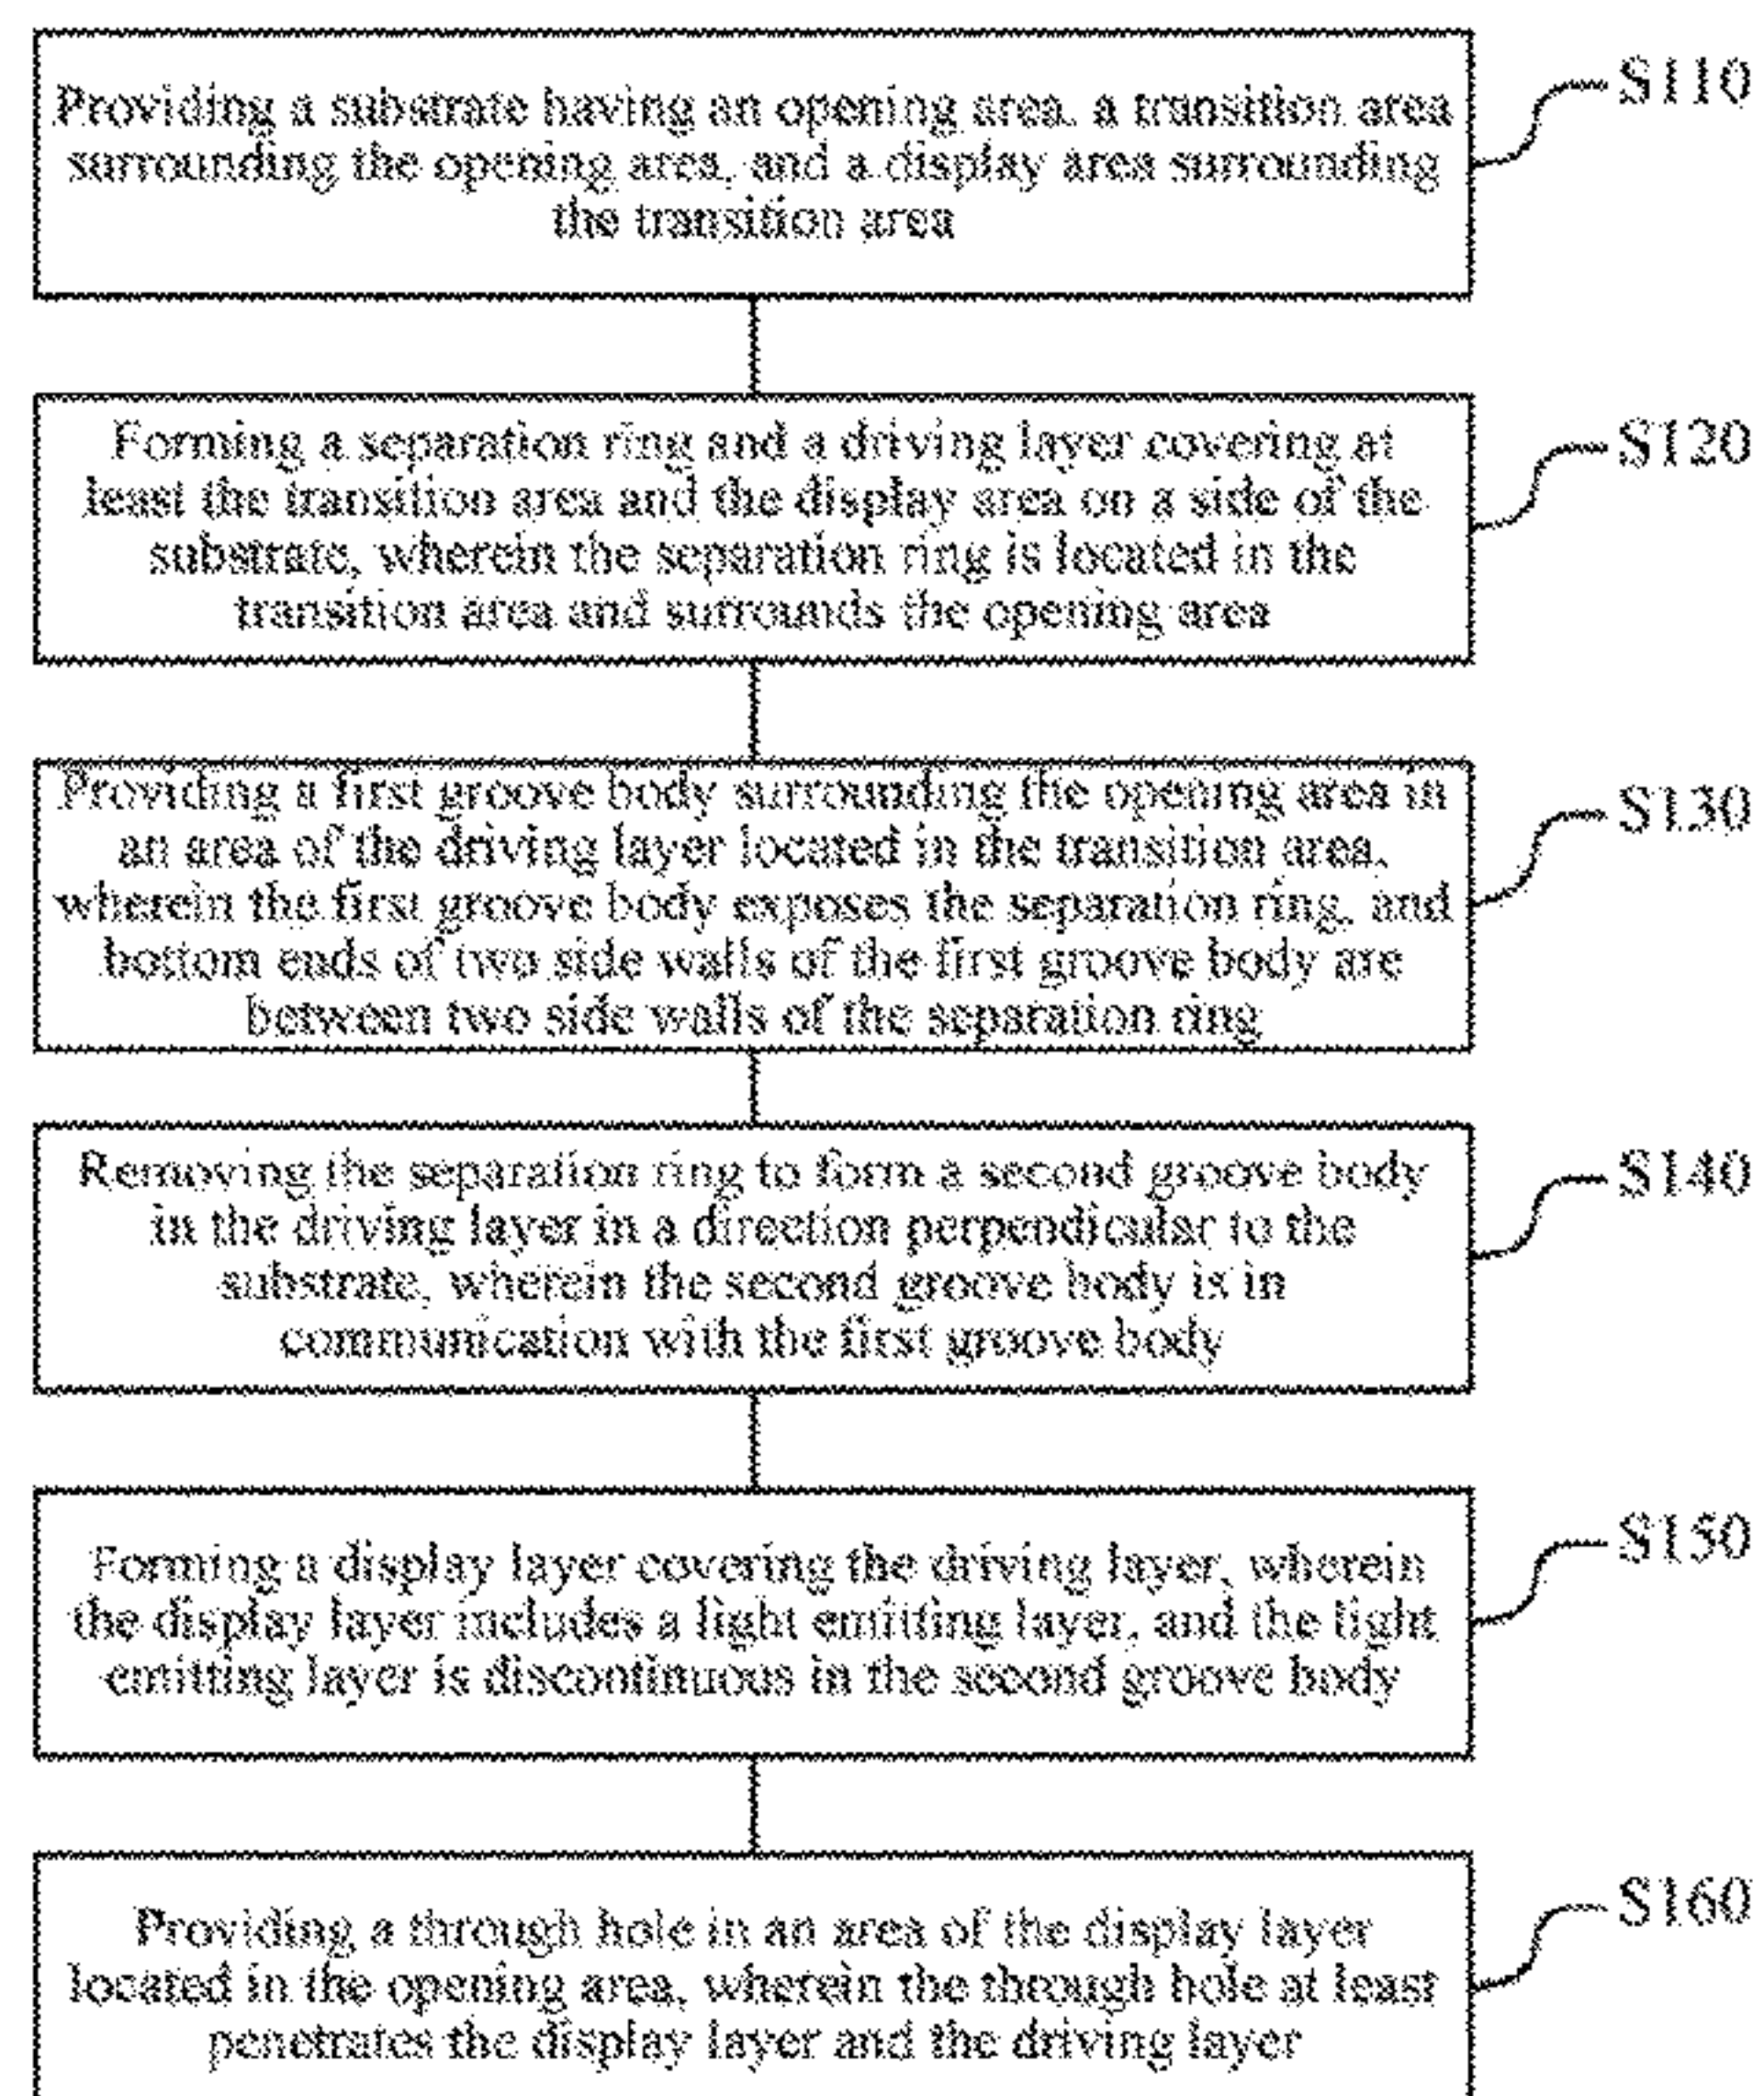 Providing a substrate having an opening area, a transition area
surrounding the opening area, and a display area surrounding
the transition area
S110
Forming a separation ring and a driving layer covering at
least the transition area and the display area on a side of the
substrate, wherein the separation ring is located in the
transition area and surrounds the opening area
S120
Providing a first groove body surrounding the opening area in
an area of the driving layer located in the transition area,
wherein the first groove body exposes the separation ring, and
bottom ends of two side walls of the first groove body are
between two side walls of the separation ring
S130
Removing the separation ring to form a second groove body
in the driving layer in a direction perpendicular to the
substrate, wherein the second groove body is in
communication with the first groove body
S140
Forming a display layer covering the driving layer, wherein
the display layer includes a light emitting layer, and the light
emitting layer is discontinuous in the second groove body
S150
Providing a through hole in an area of the display layer
located in the opening area, wherein the through hole at least
penetrates the display layer and the driving layer
S160